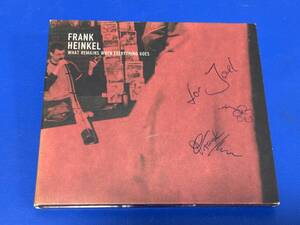 FRANK
HEINKEL
WHAT REMAINS WHEN EVERYTHING GOES
for Joel